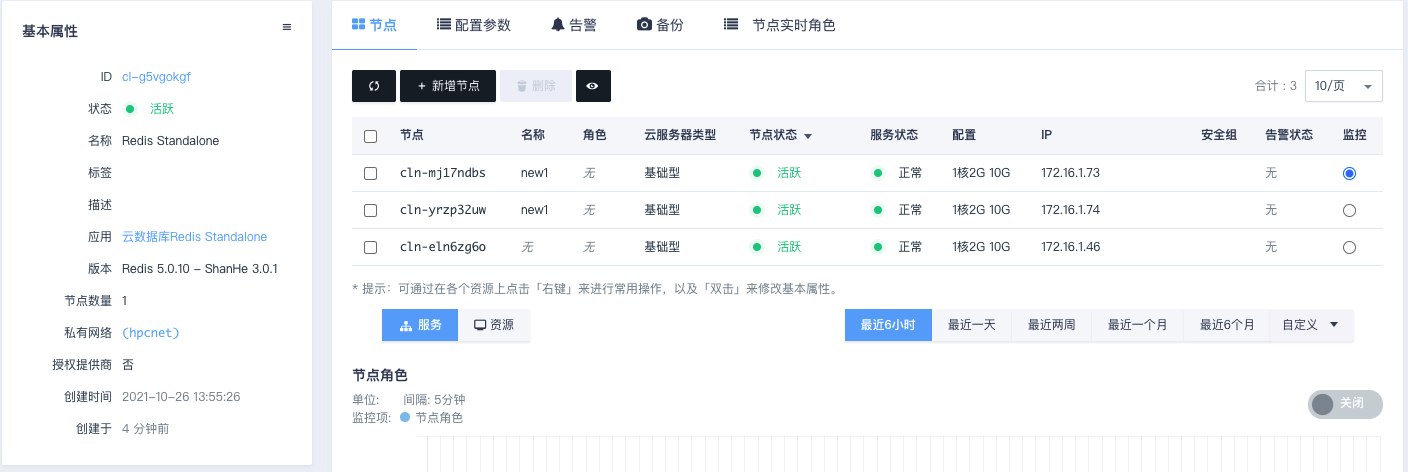 基本属性
ID cl-g5vgokgf
状态 活跃
名称 Redis Standalone
标签
描述
应用 云数据库Redis Standalone
版本 Redis 5.0.10 - ShanHe 3.0.1
节点数量 1
私有网络 (hpcnet)
授权提供商 否
创建时间 2021-10-26 13:55:26
创建于 4 分钟前
节点 配置参数 告警 备份 节点实时角色
+ 新增节点 删除 合计 : 3 10/页
节点 名称 角色 云服务器类型 节点状态 服务状态 配置 IP 安全组 告警状态 监控
cln-mj17ndbs new1 无 基础型 活跃 正常 1核2G 10G 172.16.1.73 无
cln-yrzp32uw new1 无 基础型 活跃 正常 1核2G 10G 172.16.1.74 无
cln-eln6zg6o 无 无 基础型 活跃 正常 1核2G 10G 172.16.1.46 无
* 提示：可通过在各个资源上点击「右键」来进行常用操作，以及「双击」来修改基本属性。
服务 资源 最近6小时 最近一天 最近两周 最近一个月 最近6个月 自定义
节点角色
单位: 间隔: 5分钟
监控项: 节点角色
关闭